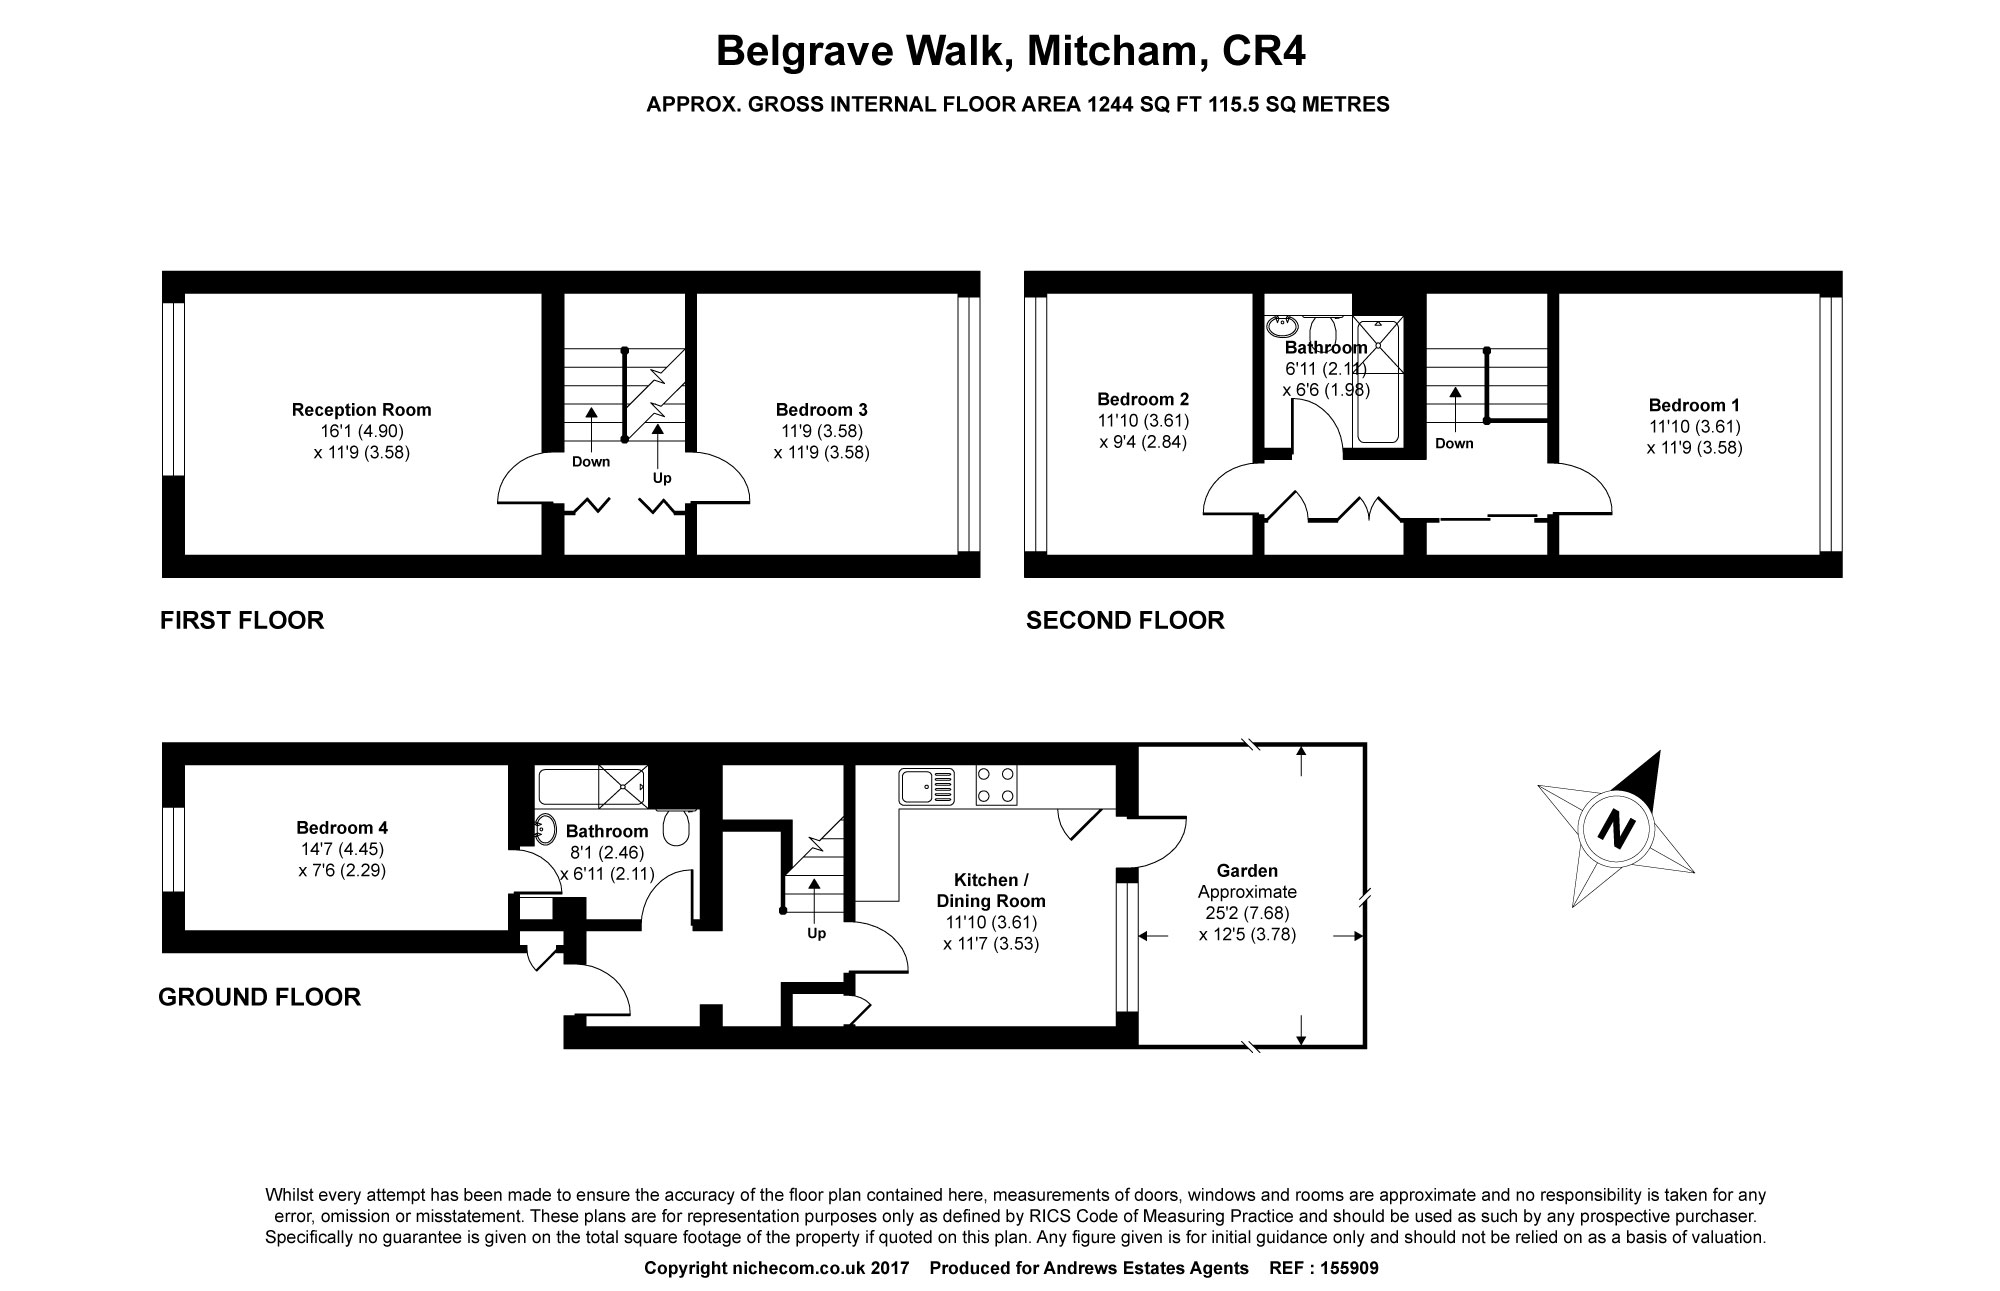 Belgrave Walk, Mitcham, CR4
APPROX. GROSS INTERNAL FLOOR AREA 1244 SQ FT 115.5 SQ METRES
Reception Room
16'1 (4.90)
x 11'9 (3.58)
Down
Up
Bedroom 3
11'9 (3.58)
x 11'9 (3.58)
FIRST FLOOR
Bedroom 2
11'10 (3.61)
x 9'4 (2.84)
Bathroom
6'11 (2.11)
x 6'6 (1.98)
Down
Bedroom 1
11'10 (3.61)
x 11'9 (3.58)
SECOND FLOOR
Bedroom 4
14'7 (4.45)
x 7'6 (2.29)
Bathroom
8'1 (2.46)
x 6'11 (2.11)
Up
Kitchen /
Dining Room
11'10 (3.61)
x 11'7 (3.53)
Garden
Approximate
25'2 (7.68)
x 12'5 (3.78)
N
GROUND FLOOR
Whilst every attempt has been made to ensure the accuracy of the floor plan contained here, measurements of doors, windows and rooms are approximate and no responsibility is taken for any
error, omission or misstatement. These plans are for representation purposes only as defined by RICS Code of Measuring Practice and should be used as such by any prospective purchaser.
Specifically no guarantee is given on the total square footage of the property if quoted on this plan. Any figure given is for initial guidance only and should not be relied on as a basis of valuation.
Copyright nichecom.co.uk 2017 Produced for Andrews Estates Agents REF : 155909